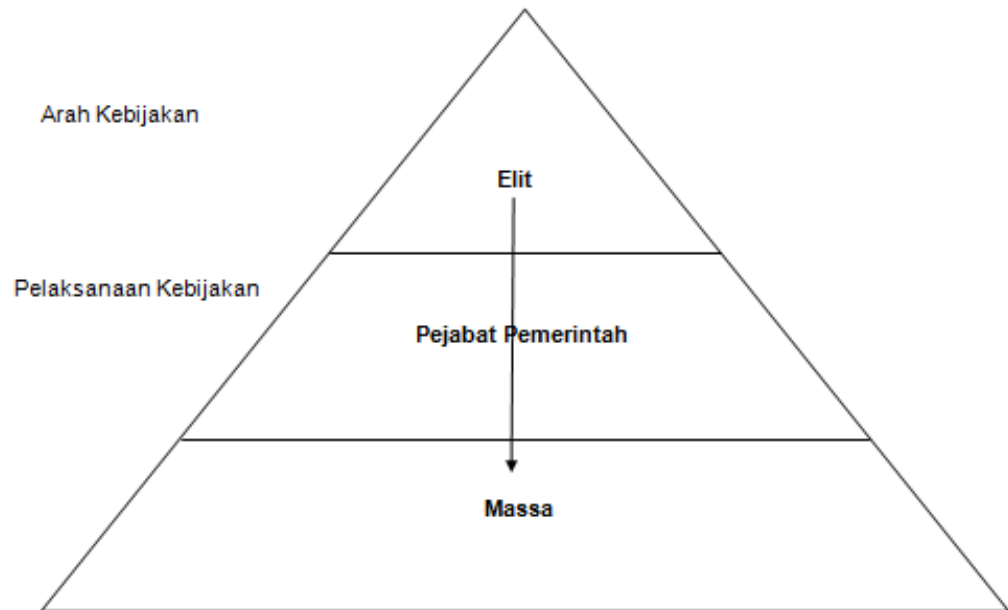 Arah Kebijakan
Elit
Pelaksanaan Kebijakan
Pejabat Pemerintah
Massa